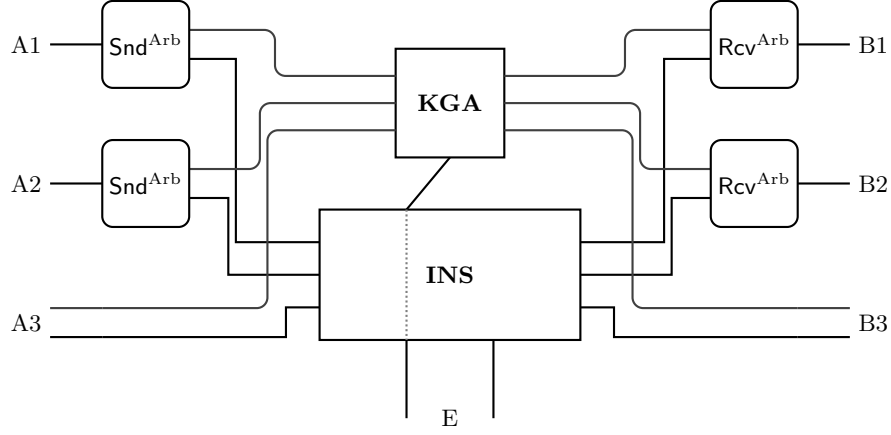 A1 Snd^Arb Rcv^Arb B1
KGA
A2 Snd^Arb Rcv^Arb B2
INS
A3 B3
E